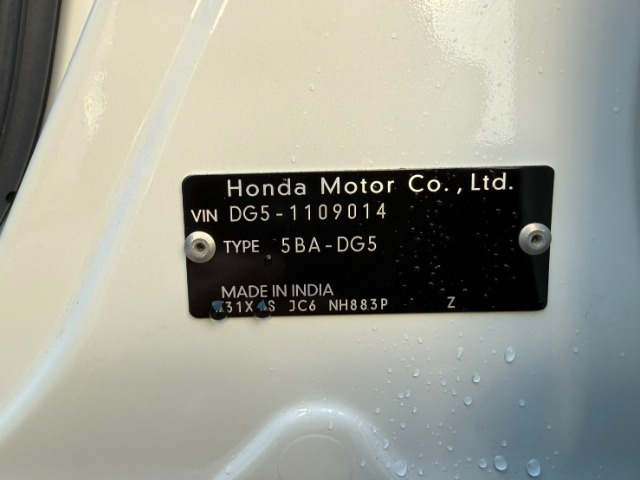 Honda Motor Co., Ltd.
VIN DG5-1109014
TYPE 5BA-DG5
MADE IN INDIA
JC6 NH883P Z